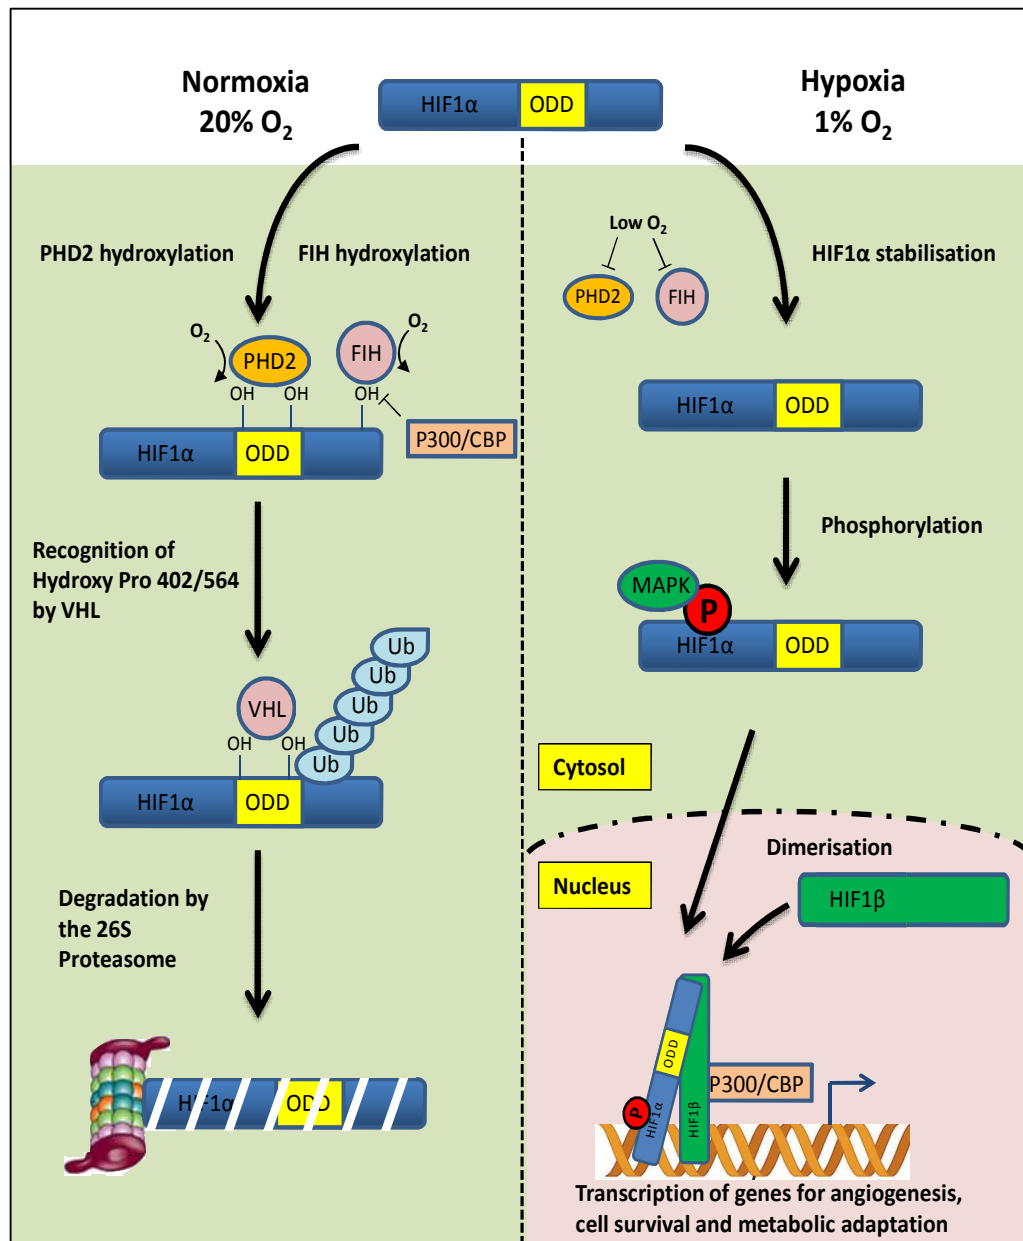 Normoxia
20% O₂
HIF1α
ODD
Hypoxia
1% O₂
PHD2 hydroxylation
FIH hydroxylation
O₂
PHD2
FIH
O₂
OH
OH
OH
P300/CBP
HIF1α
ODD
Recognition of
Hydroxy Pro 402/564
by VHL
Ub
Ub
Ub
Ub
Ub
VHL
OH
OH
HIF1α
ODD
Degradation by
the 26S
Proteasome
HIF1α
ODD
Low O₂
PHD2
FIH
HIF1α stabilisation
HIF1α
ODD
Phosphorylation
MAPK
P
HIF1α
ODD
Cytosol
Nucleus
Dimerisation
HIF1β
ODD
HIF1α
P
HIF1β
P300/CBP
Transcription of genes for angiogenesis,
cell survival and metabolic adaptation